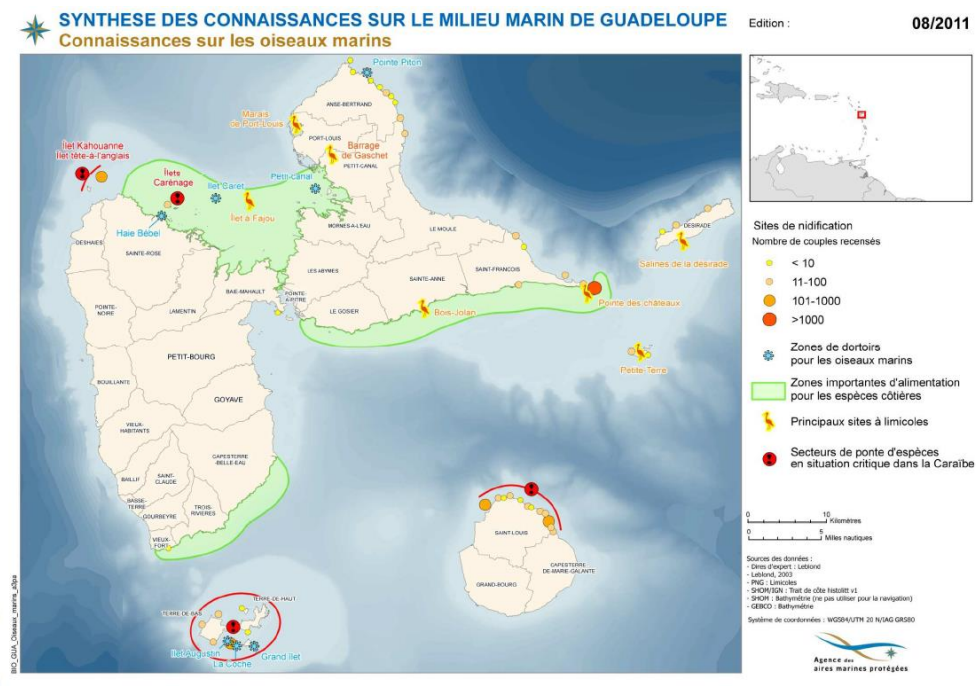 SYNTHESE DES CONNAISSANCES SUR LE MILIEU MARIN DE GUADELOUPE
Connaissances sur les oiseaux marins
Edition :
08/2011
Pointe Piton
ANSE-BERTRAND
Marais
de Port-Louis
PORT-LOUIS
Barrage
de Gaschet
PETIT-CANAL
Ilet Kahouanne
Ilet tête-à-l'anglais
Îlets
Carénage
Ilet Caret
Petit-canal
Îlet à Fajou
Haie Bébel
DESHAIES
SAINTE-ROSE
MORNES-A-L'EAU
LE MOULE
DESIRADE
Salines de la désirade
LES ABYMES
SAINTE-ANNE
SAINT-FRANCOIS
BAIE-MAHAULT
POINTE-
A-PITRE
LE GOSIER
Bois-Jolan
Pointe des châteaux
POINTE-
NOIRE
LAMENTIN
PETIT-BOURG
Petite-Terre
BOUILLANTE
GOYAVE
VIEUX-
HABITANTS
CAPESTERRE
-BELLE-EAU
BAILLIF
SAINT-
CLAUDE
BASSE-
TERRE
GOURBEYRE
TROIS-
RIVIERES
VIEUX-
FORT
SAINT-LOUIS
CAPESTERRE
DE-MARIE-GALANTE
GRAND-BOURG
TERRE-DE-BAS
TERRE-DE-HAUT
Ilet Augustin
La Coche
Grand Ilet
Sites de nidification
Nombre de couples recensés
< 10
11-100
101-1000
>1000
Zones de dortoirs
pour les oiseaux marins
Zones importantes d'alimentation
pour les espèces côtières
Principaux sites à limicoles
Secteurs de ponte d'espèces
en situation critique dans la Caraïbe
0 10
Kilomètres
0 5
Miles nautiques
Sources des données :
- Dires d'expert : Leblond
- Leblond, 2003
- PNG : Limicoles
- SHOM/IGN : Trait de côte histolitt v1
- SHOM : Bathymétrie (ne pas utiliser pour la navigation)
- GEBCO : Bathymétrie
Système de coordonnées : WGS84/UTM 20 N/IAG GRS80
Agence des
aires marines protégées